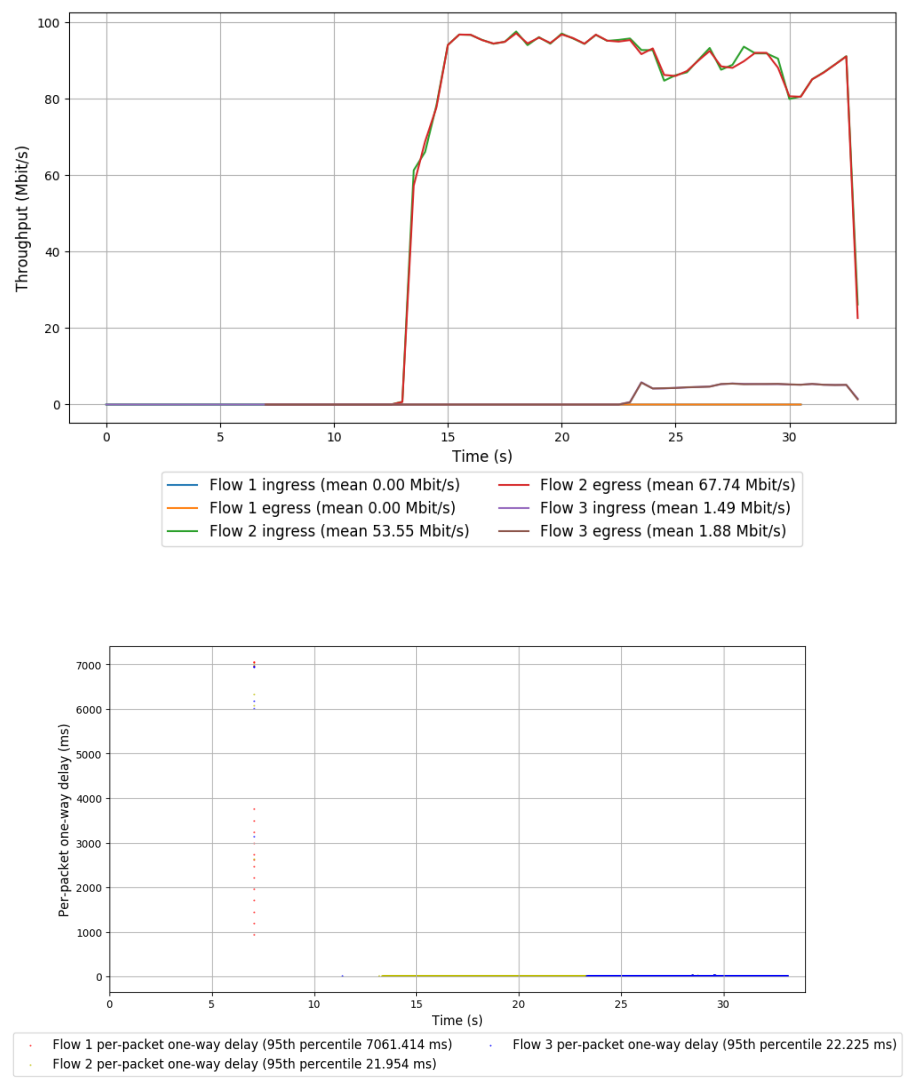 100
80
60
40
20
0
Throughput (Mbit/s)
0 5 10 15 20 25 30
Time (s)
Flow 1 ingress (mean 0.00 Mbit/s) Flow 2 egress (mean 67.74 Mbit/s)
Flow 1 egress (mean 0.00 Mbit/s) Flow 3 ingress (mean 1.49 Mbit/s)
Flow 2 ingress (mean 53.55 Mbit/s) Flow 3 egress (mean 1.88 Mbit/s)
7000
6000
5000
4000
3000
2000
1000
0
Per-packet one-way delay (ms)
0 5 10 15 20 25 30
Time (s)
Flow 1 per-packet one-way delay (95th percentile 7061.414 ms) Flow 3 per-packet one-way delay (95th percentile 22.225 ms)
Flow 2 per-packet one-way delay (95th percentile 21.954 ms)